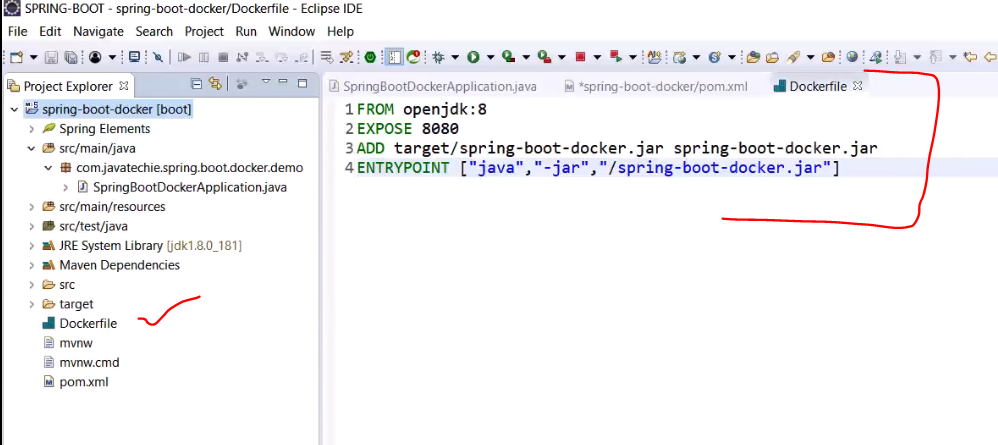 SPRING-BOOT - spring-boot-docker/Dockerfile - Eclipse IDE
File Edit Navigate Search Project Run Window Help
Project Explorer
spring-boot-docker [boot]
Spring Elements
src/main/java
com.javatechie.spring.boot.docker.demo
SpringBootDockerApplication.java
src/main/resources
src/test/java
JRE System Library [jdk1.8.0_181]
Maven Dependencies
src
target
Dockerfile
mvnw
mvnw.cmd
pom.xml
SpringBootDockerApplication.java *spring-boot-docker/pom.xml Dockerfile
1 FROM openjdk:8
2 EXPOSE 8080
3 ADD target/spring-boot-docker.jar spring-boot-docker.jar
4 ENTRYPOINT ["java","-jar","/spring-boot-docker.jar"]